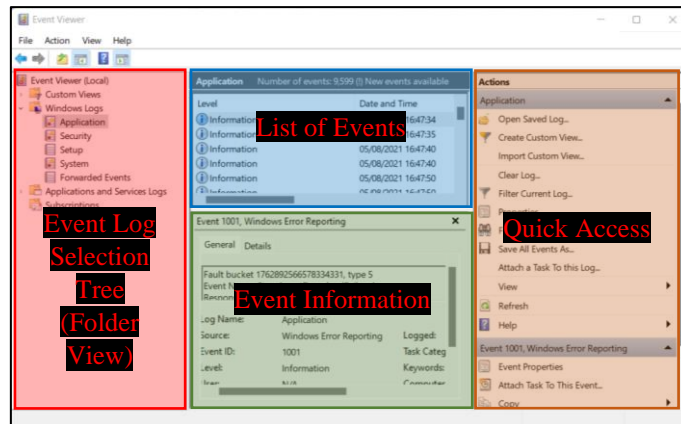 Event Viewer
File Action View Help
Event Viewer (Local)
Custom Views
Windows Logs
Application
Security
Setup
System
Forwarded Events
Applications and Services Logs
Subscriptions
Event Log
Selection
Tree
(Folder
View)
Application Number of events: 9,599 (!) New events available
Level Date and Time
Information 16:47:34
Information 16:47:35
Information 05/08/2021 16:47:40
Information 05/08/2021 16:47:40
Information 05/08/2021 16:47:50
Information 05/08/2021 16:47:50
List of Events
Event 1001, Windows Error Reporting
General Details
Fault bucket 1762892566578334331, type 5
Event
Event Information
Log Name: Application
Source: Windows Error Reporting Logged:
Event ID: 1001 Task Categ
Level: Information Keywords:
User: N/A Computer
Actions
Application
Open Saved Log...
Create Custom View...
Import Custom View...
Clear Log...
Filter Current Log...
Properties
Quick Access
Save All Events As...
Attach a Task To this Log...
View
Refresh
Help
Event 1001, Windows Error Reporting
Event Properties
Attach Task To This Event...
Copy